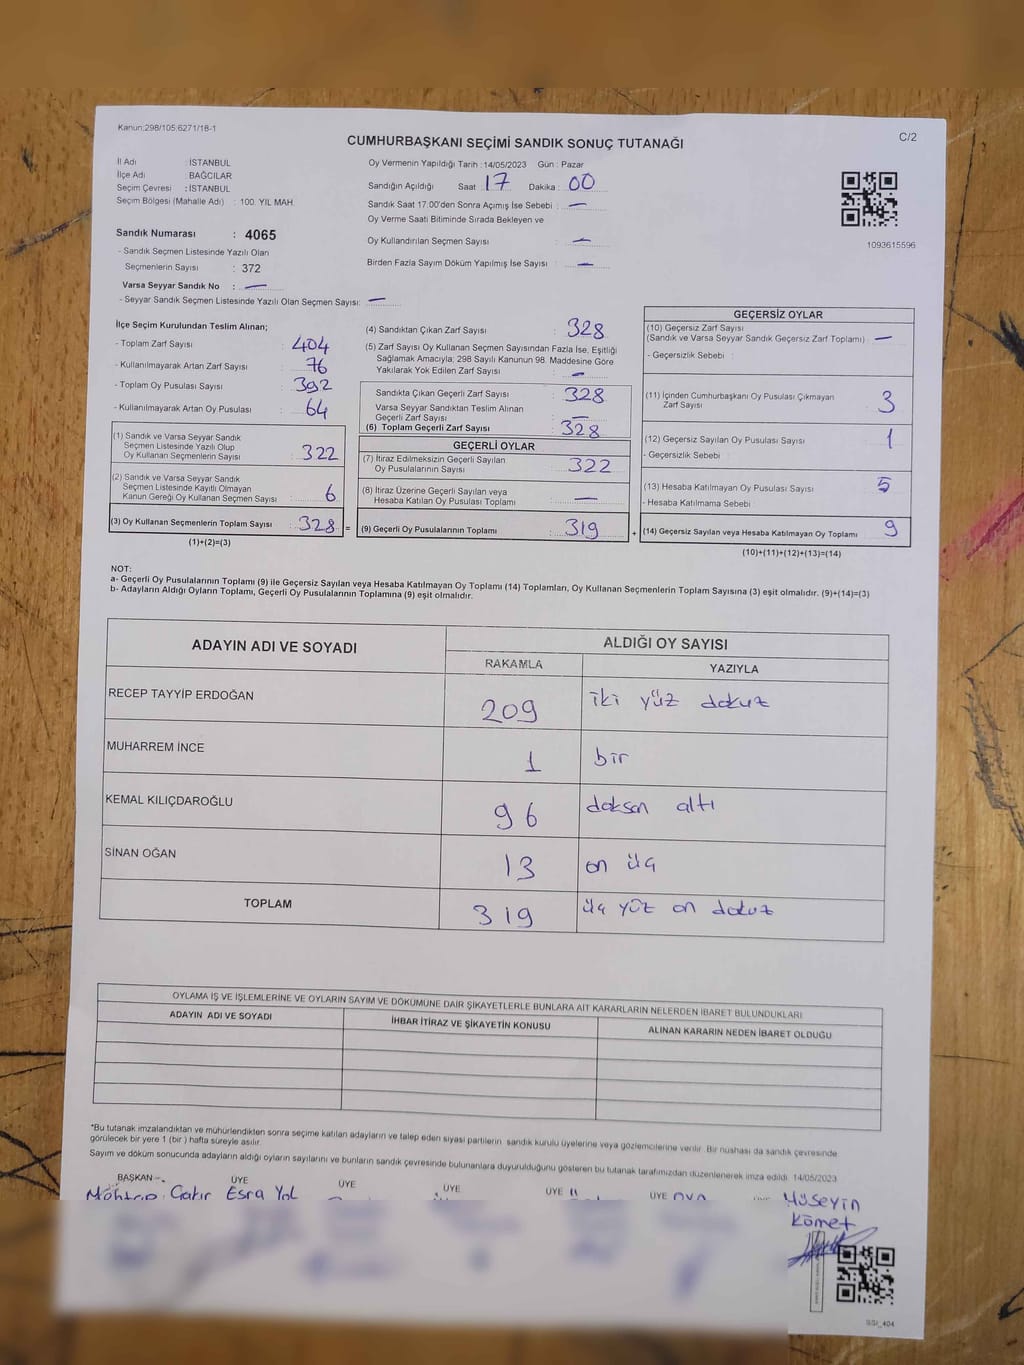 Kanun:298/105,6271/18-1
C/2
CUMHURBAŞKANI SEÇİMİ SANDIK SONUÇ TUTANAĞI
İl Adı : İSTANBUL
İlçe Adı : BAĞCILAR
Seçim Çevresi : İSTANBUL
Seçim Bölgesi (Mahalle Adı) : 100. YIL MAH.
Sandık Numarası : 4065
- Sandık Seçmen Listesinde Yazılı Olan
Seçmenlerin Sayısı : 372
Varsa Seyyar Sandık No : —
- Seyyar Sandık Seçmen Listesinde Yazılı Olan Seçmen Sayısı: —
Oy Vermenin Yapıldığı Tarih :14/05/2023 Gün : Pazar
Sandığın Açıldığı Saat : 17 Dakika : 00
Sandık Saat 17.00'den Sonra Açımış İse Sebebi : —
Oy Verme Saati Bitiminde Sırada Bekleyen ve
Oy Kullandırılan Seçmen Sayısı : —
Birden Fazla Sayım Döküm Yapılmış İse Sayısı : —
1093615596
İlçe Seçim Kurulundan Teslim Alınan;
- Toplam Zarf Sayısı : 404
- Kullanılmayarak Artan Zarf Sayısı : 76
- Toplam Oy Pusulası Sayısı : 392
- Kullanılmayarak Artan Oy Pusulası : 64
(1) Sandık ve Varsa Seyyar Sandık
Seçmen Listesinde Yazılı Olup
Oy Kullanan Seçmenlerin Sayısı : 322
(2) Sandık ve Varsa Seyyar Sandık
Seçmen Listesinde Kayıtlı Olmayan
Kanun Gereği Oy Kullanan Seçmen Sayısı : 6
(3) Oy Kullanan Seçmenlerin Toplam Sayısı : 328 =
(1)+(2)=(3)
(4) Sandıktan Çıkan Zarf Sayısı : 328
(5) Zarf Sayısı Oy Kullanan Seçmen Sayısından Fazla İse, Eşitliği
Sağlamak Amacıyla; 298 Sayılı Kanunun 98. Maddesine Göre
Yakılarak Yok Edilen Zarf Sayısı : —
Sandıkta Çıkan Geçerli Zarf Sayısı : 328
Varsa Seyyar Sandıktan Teslim Alınan
Geçerli Zarf Sayısı : —
(6) Toplam Geçerli Zarf Sayısı : 328
GEÇERLİ OYLAR
(7) İtiraz Edilmeksizin Geçerli Sayılan
Oy Pusulalarının Sayısı : 322
(8) İtiraz Üzerine Geçerli Sayılan veya
Hesaba Katılan Oy Pusulası Toplamı : —
(9) Geçerli Oy Pusulalarının Toplamı : 319 +
GEÇERSİZ OYLAR
(10) Geçersiz Zarf Sayısı
(Sandık ve Varsa Seyyar Sandık Geçersiz Zarf Toplamı) : —
- Geçersizlik Sebebi :
(11) İçinden Cumhurbaşkanı Oy Pusulası Çıkmayan
Zarf Sayısı : 3
(12) Geçersiz Sayılan Oy Pusulası Sayısı : 1
- Geçersizlik Sebebi :
(13) Hesaba Katılmayan Oy Pusulası Sayısı : 5
- Hesaba Katılmama Sebebi :
(14) Geçersiz Sayılan veya Hesaba Katılmayan Oy Toplamı : 9
(10)+(11)+(12)+(13)=(14)
NOT:
a- Geçerli Oy Pusulalarının Toplamı (9) ile Geçersiz Sayılan veya Hesaba Katılmayan Oy Toplamı (14) Toplamları, Oy Kullanan Seçmenlerin Toplam Sayısına (3) eşit olmalıdır. (9)+(14)=(3)
b- Adayların Aldığı Oyların Toplamı, Geçerli Oy Pusulalarının Toplamına (9) eşit olmalıdır.
ADAYIN ADI VE SOYADI
ALDIĞI OY SAYISI
RAKAMLA YAZIYLA
RECEP TAYYİP ERDOĞAN 209 iki yüz dokuz
MUHARREM İNCE 1 bir
KEMAL KILIÇDAROĞLU 96 doksan altı
SİNAN OĞAN 13 on üç
TOPLAM 319 üç yüz on dokuz
OYLAMA İŞ VE İŞLEMLERİNE VE OYLARIN SAYIM VE DÖKÜMÜNE DAİR ŞİKAYETLERLE BUNLARA AİT KARARLARIN NELERDEN İBARET BULUNDUKLARI
ADAYIN ADI VE SOYADI İHBAR İTİRAZ VE ŞİKAYETİN KONUSU ALINAN KARARIN NEDEN İBARET OLDUĞU
*Bu tutanak imzalandıktan ve mühürlendikten sonra seçime katılan adayların ve talep eden siyasi partilerin sandık kurulu üyelerine veya gözlemcilerine verilir. Bir nüshası da sandık çevresinde
görülecek bir yere 1 (bir ) hafta süreyle asılır.
Sayım ve döküm sonucunda adayların aldığı oyların sayılarını ve bunların sandık çevresinde bulunanlara duyurulduğunu gösteren bu tutanak tarafımızdan düzenlenerek imza edildi. 14/05/2023
BAŞKAN ÜYE ÜYE ÜYE ÜYE ÜYE
Çakır Esra Yol Hüseyin
Kömet
SSI_404